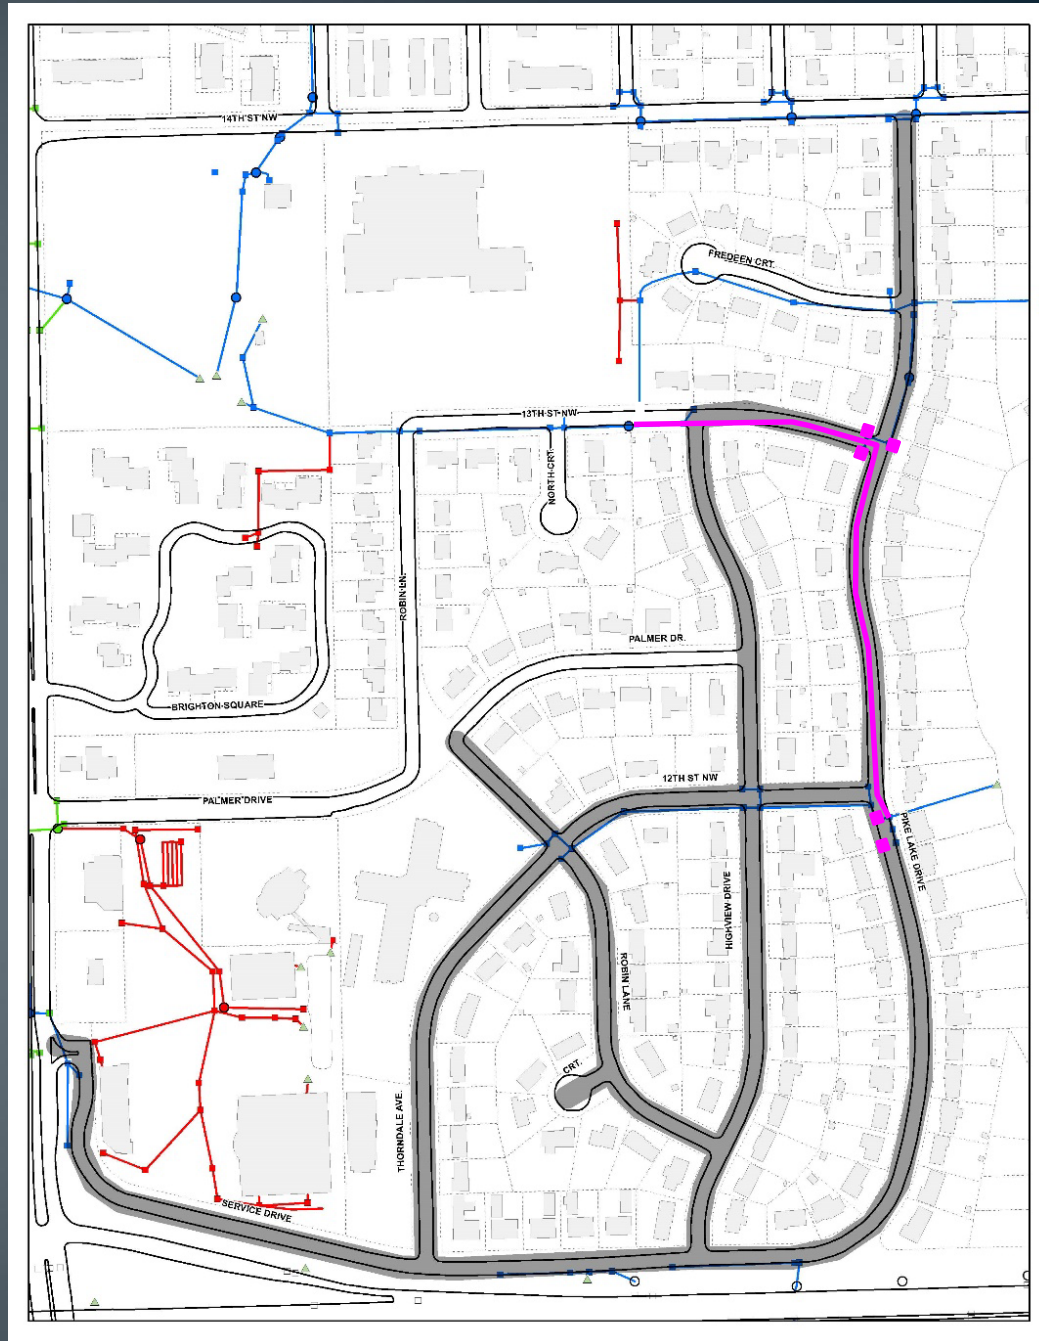 14TH ST NW
FREDEEN CRT.
13TH ST NW
NORTH CRT.
ROBIN LN.
PALMER DR.
BRIGHTON SQUARE
12TH ST NW
PALMER DRIVE
PIKE LAKE DRIVE
HIGHVIEW DRIVE
ROBIN LANE
CRT.
THORNDALE AVE.
SERVICE DRIVE